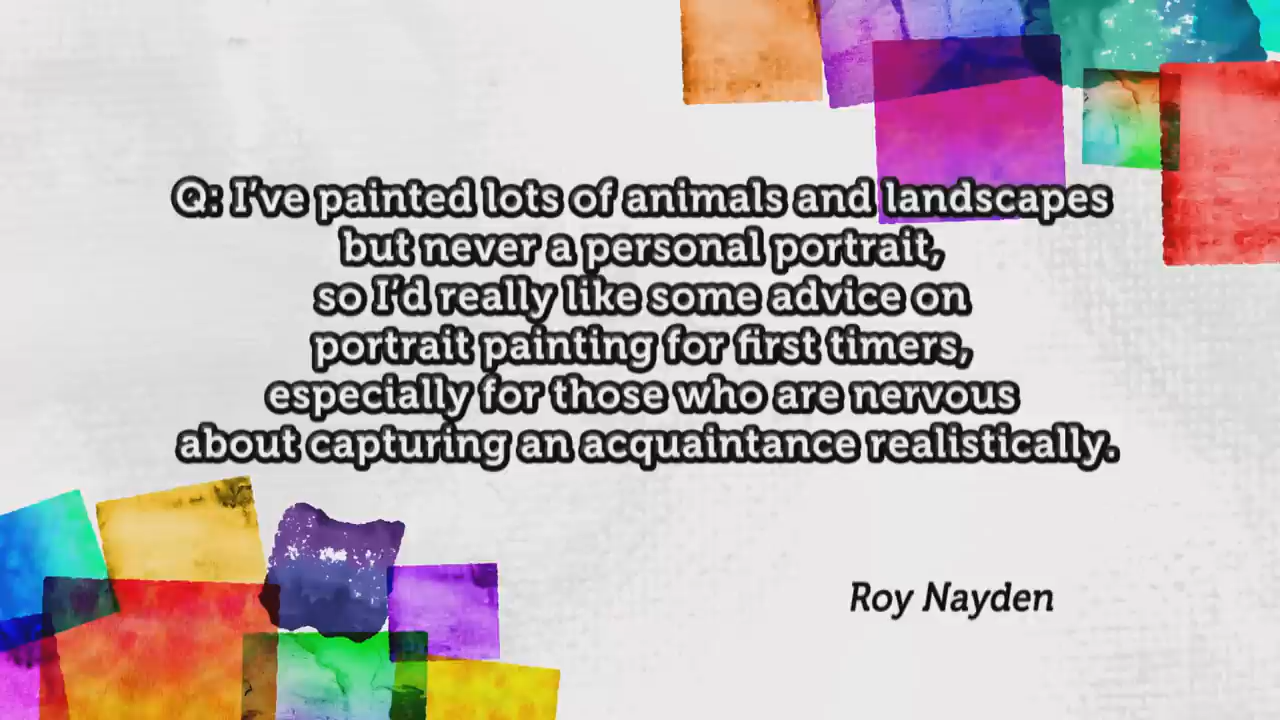 Q: I've painted lots of animals and landscapes
but never a personal portrait,
so I'd really like some advice on
portrait painting for first timers,
especially for those who are nervous
about capturing an acquaintance realistically.
Roy Nayden